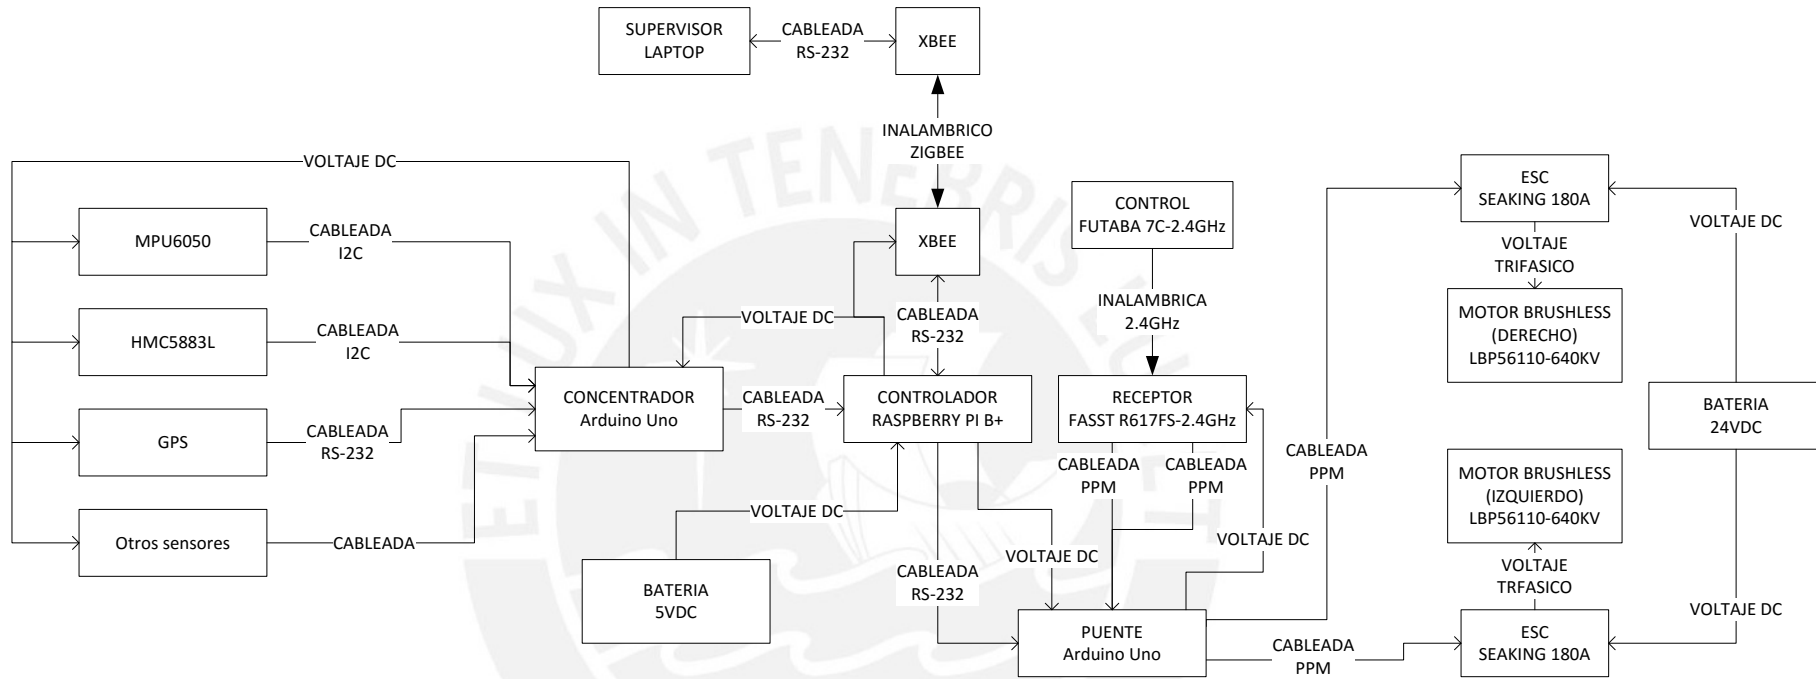 SUPERVISOR
LAPTOP
CABLEADA
RS-232
XBEE
INALAMBRICO
ZIGBEE
VOLTAJE DC
MPU6050
CABLEADA
I2C
XBEE
CONTROL
FUTABA 7C-2.4GHz
ESC
SEAKING 180A
VOLTAJE DC
VOLTAJE
TRIFASICO
HMC5883L
CABLEADA
I2C
VOLTAJE DC
CABLEADA
RS-232
INALAMBRICA
2.4GHz
MOTOR BRUSHLESS
(DERECHO)
LBP56110-640KV
CONCENTRADOR
Arduino Uno
CABLEADA
RS-232
CONTROLADOR
RASPBERRY PI B+
RECEPTOR
FASST R617FS-2.4GHz
BATERIA
24VDC
GPS
CABLEADA
RS-232
CABLEADA
PPM
CABLEADA
PPM
CABLEADA
PPM
MOTOR BRUSHLESS
(IZQUIERDO)
LBP56110-640KV
VOLTAJE DC
Otros sensores
CABLEADA
VOLTAJE DC
VOLTAJE DC
CABLEADA
RS-232
VOLTAJE
TRFASICO
BATERIA
5VDC
VOLTAJE DC
PUENTE
Arduino Uno
CABLEADA
PPM
ESC
SEAKING 180A
ET LUX IN TENEBRIS LUCET